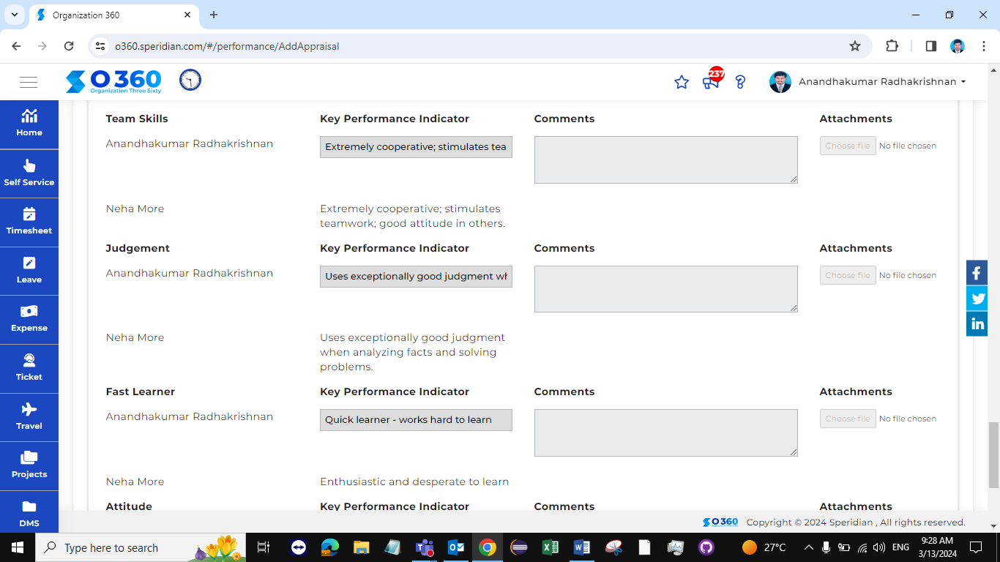 Organization 360
o360.speridian.com/#/performance/AddAppraisal
O 360
Organization Three Sixty
237
Anandhakumar Radhakrishnan
Home
Self Service
Timesheet
Leave
Expense
Ticket
Travel
Projects
DMS
Team Skills Key Performance Indicator Comments Attachments
Anandhakumar Radhakrishnan Extremely cooperative; stimulates tea Choose file No file chosen
Neha More Extremely cooperative; stimulates
teamwork; good attitude in others.
Judgement Key Performance Indicator Comments Attachments
Anandhakumar Radhakrishnan Uses exceptionally good judgment wh Choose file No file chosen
Neha More Uses exceptionally good judgment
when analyzing facts and solving
problems.
Fast Learner Key Performance Indicator Comments Attachments
Anandhakumar Radhakrishnan Quick learner - works hard to learn Choose file No file chosen
Neha More Enthusiastic and desperate to learn
Attitude Key Performance Indicator Comments Attachments
O 360 Copyright © 2024 Speridian , All rights reserved.
Type here to search
27°C
ENG
9:28 AM
3/13/2024